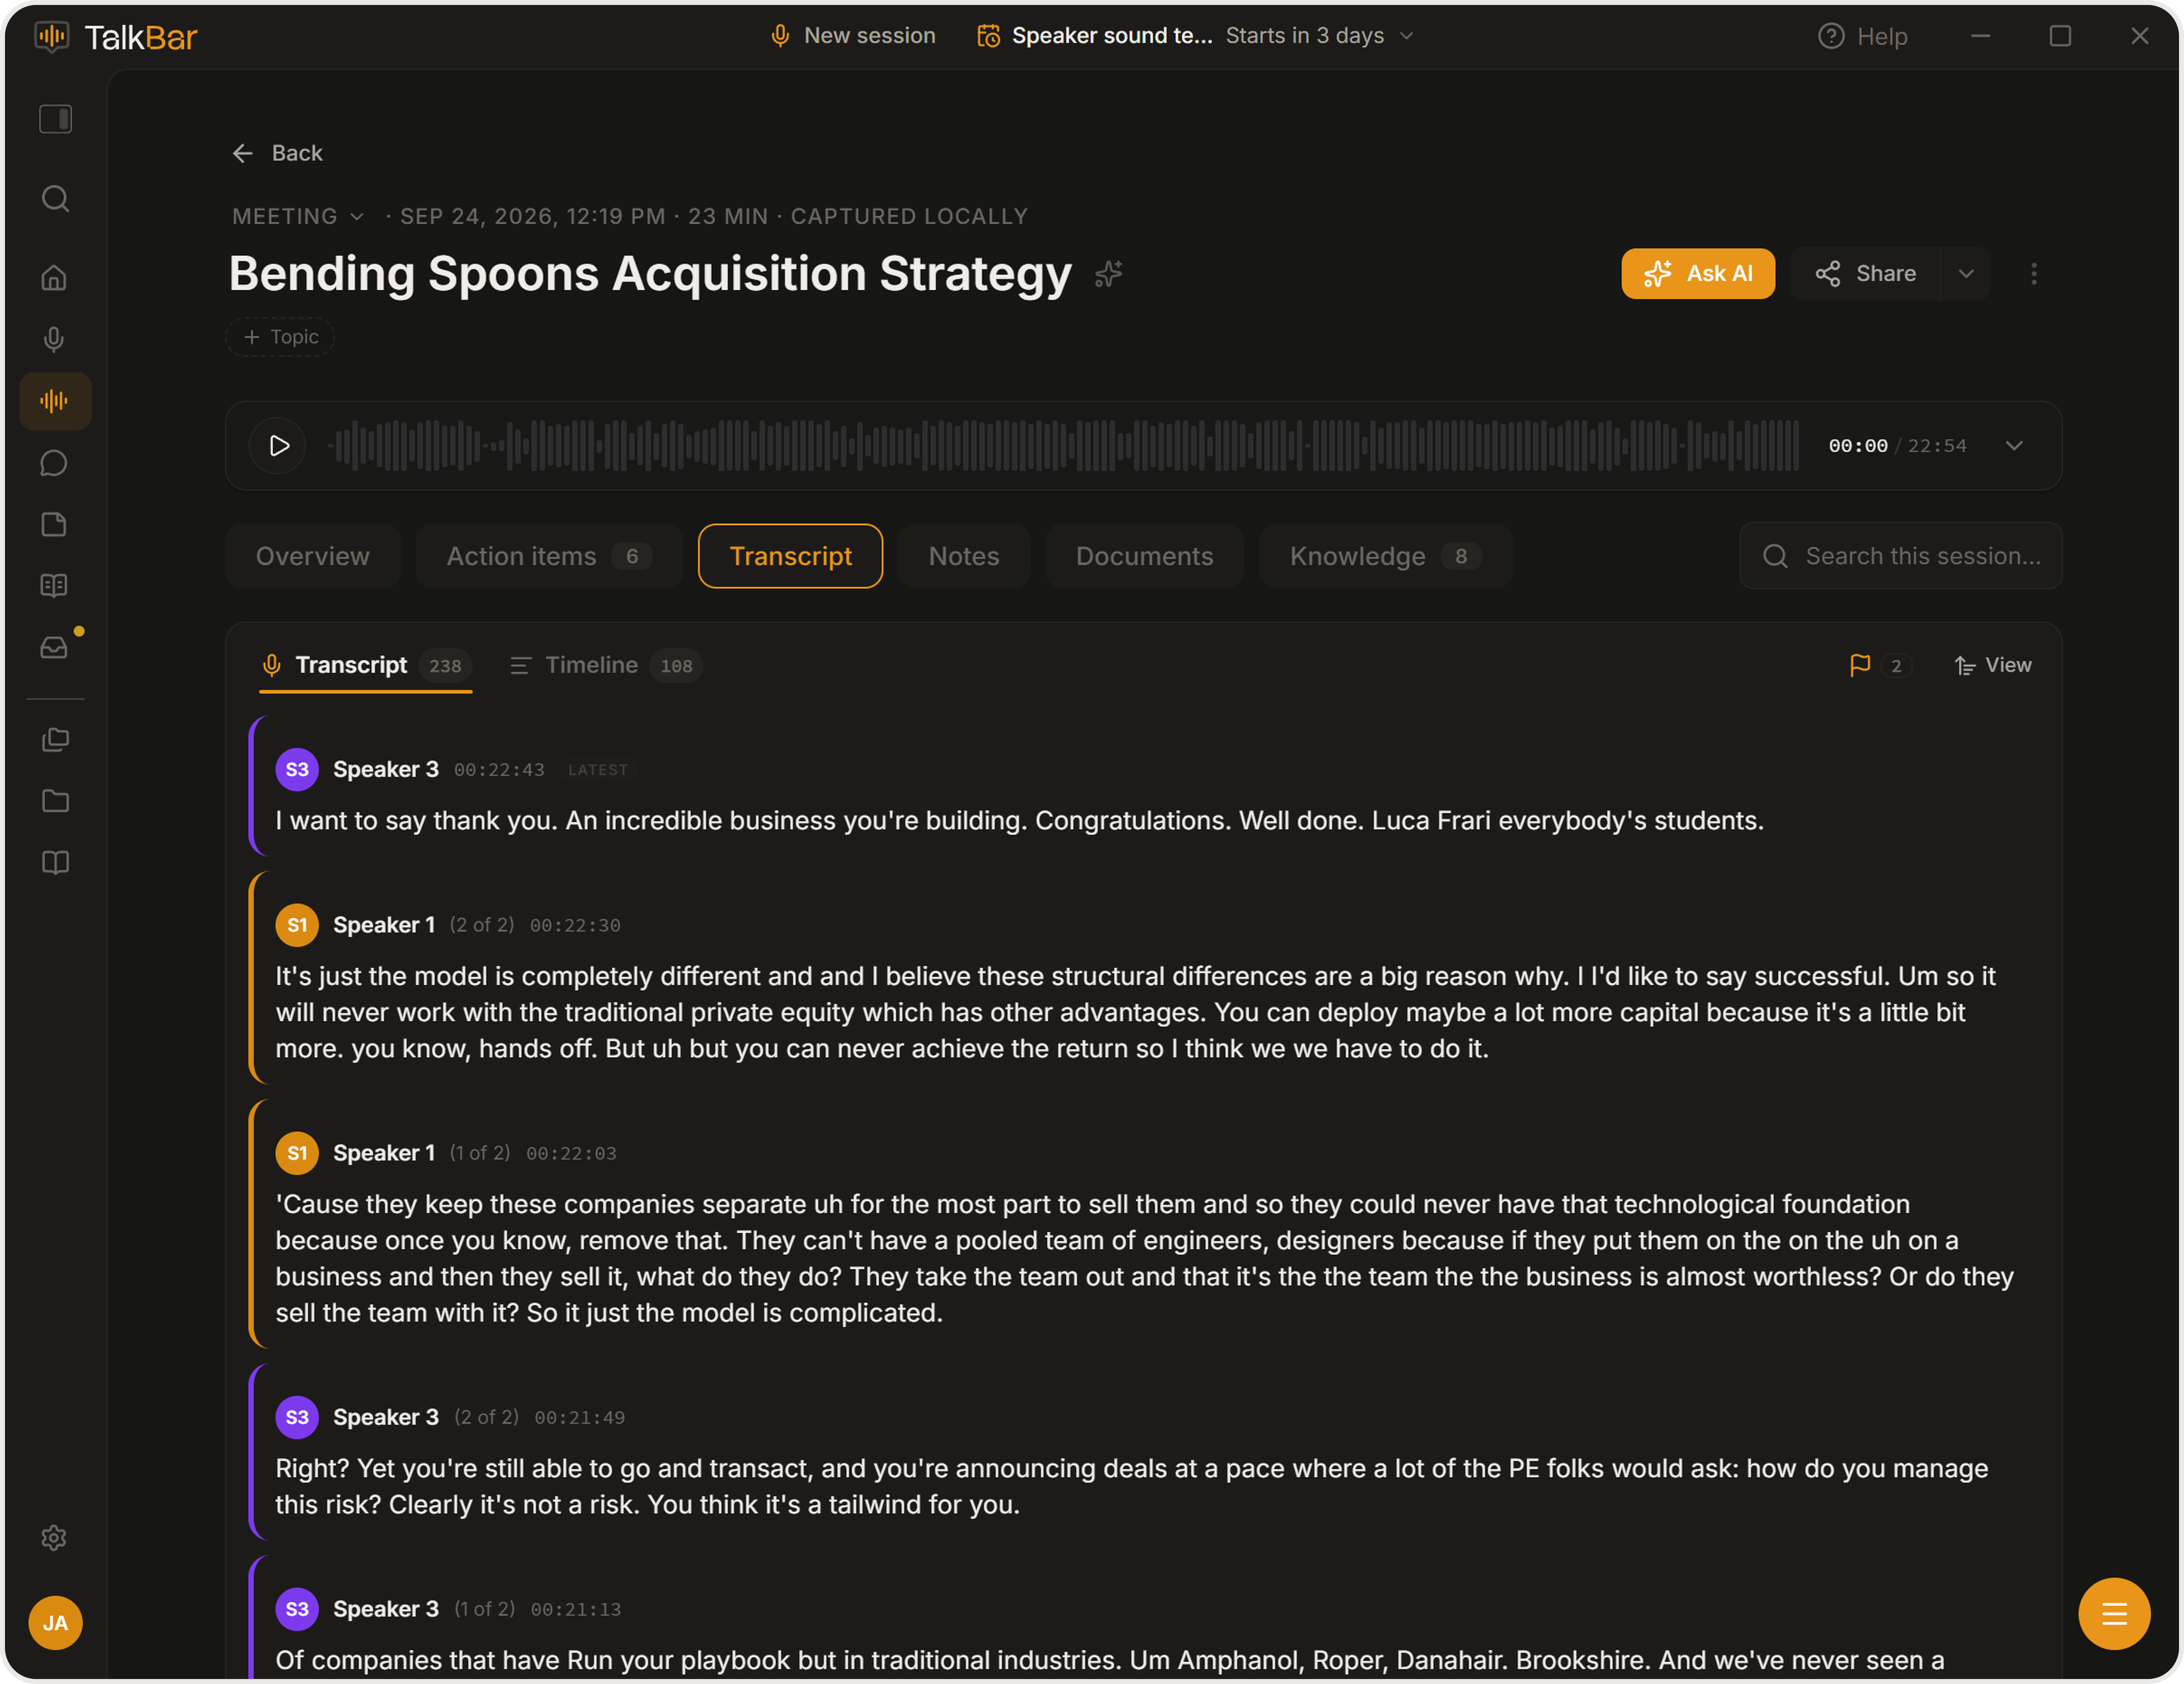 TalkBar
New session
Speaker sound te... Starts in 3 days
Help
Back
MEETING · SEP 24, 2026, 12:19 PM · 23 MIN · CAPTURED LOCALLY
Bending Spoons Acquisition Strategy
Ask AI
Share
+ Topic
00:00 / 22:54
Overview
Action items 6
Transcript
Notes
Documents
Knowledge 8
Search this session...
Transcript 238
Timeline 108
2
View
S3 Speaker 3 00:22:43 LATEST
I want to say thank you. An incredible business you're building. Congratulations. Well done. Luca Frari everybody's students.
S1 Speaker 1 (2 of 2) 00:22:30
It's just the model is completely different and and I believe these structural differences are a big reason why. I I'd like to say successful. Um so it
will never work with the traditional private equity which has other advantages. You can deploy maybe a lot more capital because it's a little bit
more. you know, hands off. But uh but you can never achieve the return so I think we we have to do it.
S1 Speaker 1 (1 of 2) 00:22:03
'Cause they keep these companies separate uh for the most part to sell them and so they could never have that technological foundation
because once you know, remove that. They can't have a pooled team of engineers, designers because if they put them on the on the uh on a
business and then they sell it, what do they do? They take the team out and that it's the the team the the business is almost worthless? Or do they
sell the team with it? So it just the model is complicated.
S3 Speaker 3 (2 of 2) 00:21:49
Right? Yet you're still able to go and transact, and you're announcing deals at a pace where a lot of the PE folks would ask: how do you manage
this risk? Clearly it's not a risk. You think it's a tailwind for you.
S3 Speaker 3 (1 of 2) 00:21:13
Of companies that have Run your playbook but in traditional industries. Um Amphanol, Roper, Danahair. Brookshire. And we've never seen a
JA